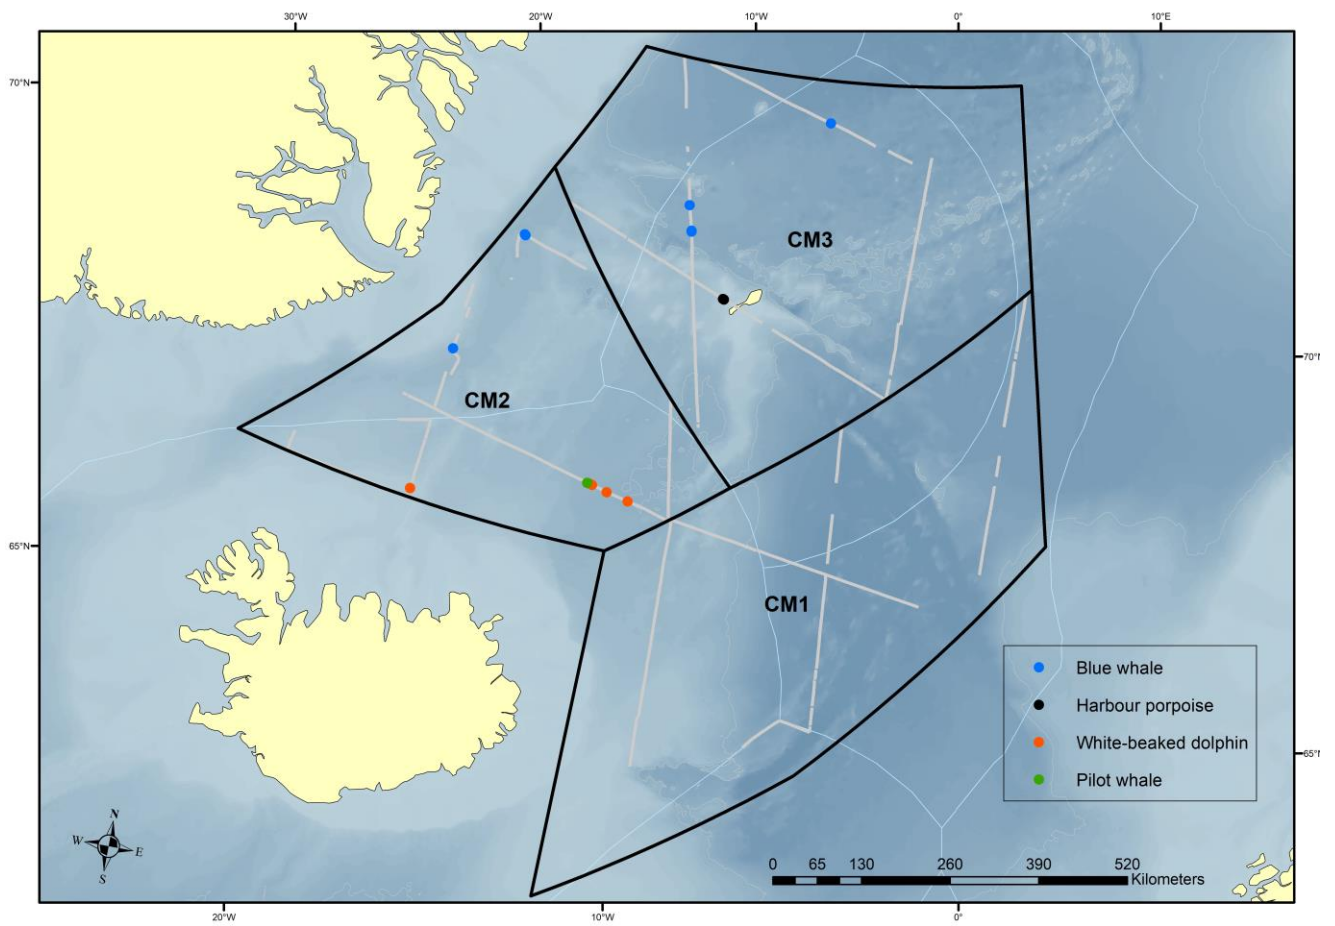 30°W 20°W 10°W 0° 10°E
70°N
CM3
70°N
CM2
65°N
CM1
Blue whale
Harbour porpoise
White-beaked dolphin
Pilot whale
65°N
N
W E
S
0 65 130 260 390 520
Kilometers
20°W 10°W 0°